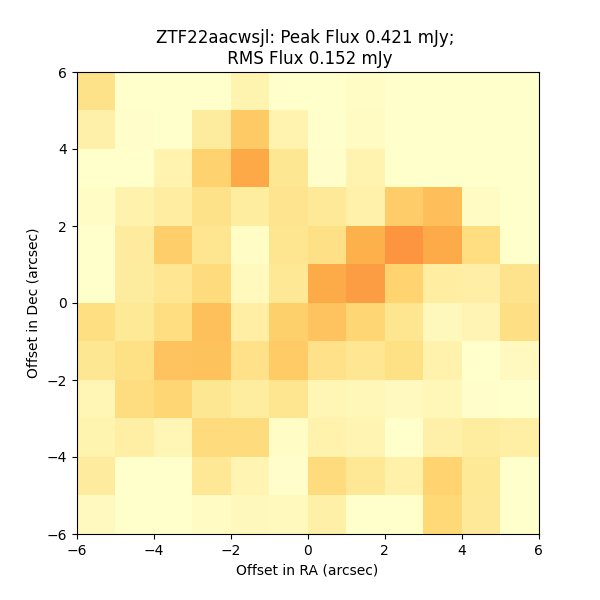 ZTF22aacwsjl: Peak Flux 0.421 mJy;
RMS Flux 0.152 mJy
6
4
2
0
−2
−4
−6
Offset in Dec (arcsec)
−6 −4 −2 0 2 4 6
Offset in RA (arcsec)